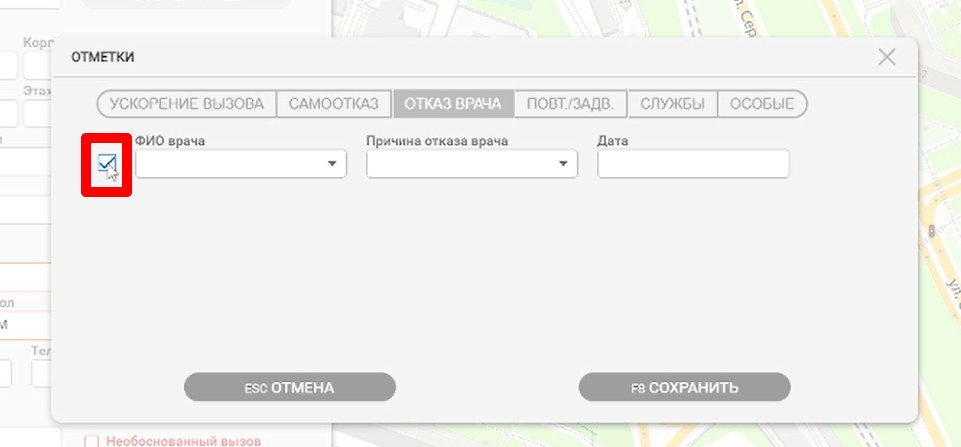 Корп
ОТМЕТКИ
Этаж
УСКОРЕНИЕ ВЫЗОВА САМООТКАЗ ОТКАЗ ВРАЧА ПОВТ./ЗАДВ. СЛУЖБЫ ОСОБЫЕ
ФИО врача Причина отказа врача Дата
ол
М
Тел
ESC ОТМЕНА F8 СОХРАНИТЬ
Необоснованный вызов
ул. Сер
ул.
2